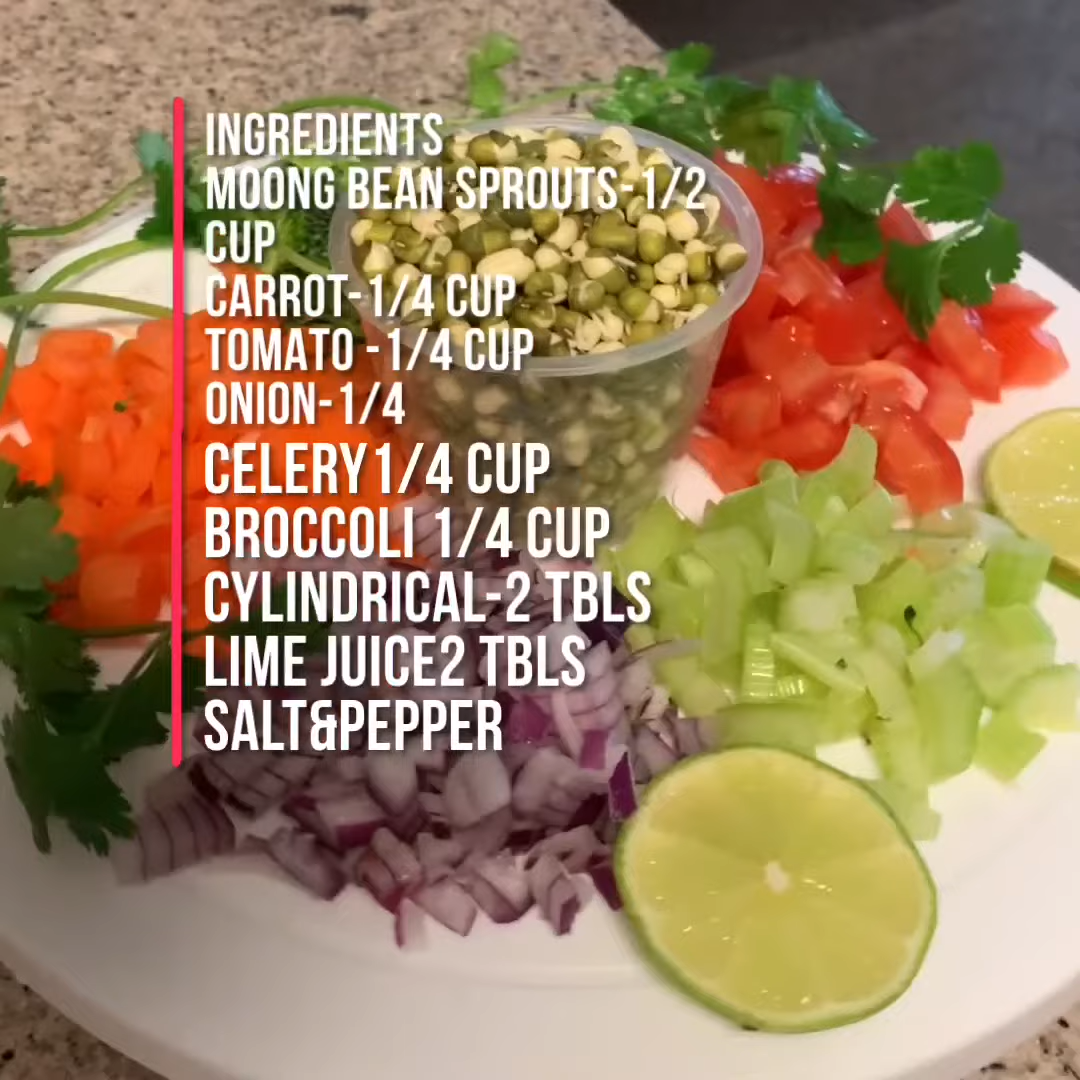 INGREDIENTS
MOONG BEAN SPROUTS-1/2
CUP
CARROT-1/4 CUP
TOMATO -1/4 CUP
ONION-1/4
CELERY1/4 CUP
BROCCOLI 1/4 CUP
CYLINDRICAL-2 TBLS
LIME JUICE2 TBLS
SALT&PEPPER